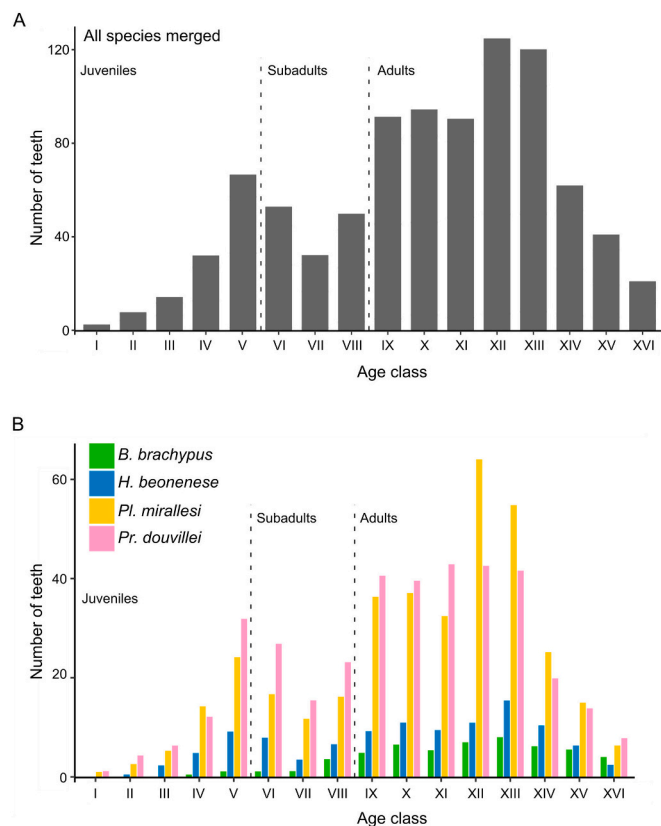 A
All species merged
Juveniles
Subadults
Adults
Number of teeth
120
80
40
0
I II III IV V VI VII VIII IX X XI XII XIII XIV XV XVI
Age class
B
B. brachypus
H. beonenese
Pl. mirallesi
Pr. douvillei
Subadults
Adults
Juveniles
Number of teeth
60
40
20
0
I II III IV V VI VII VIII IX X XI XII XIII XIV XV XVI
Age class